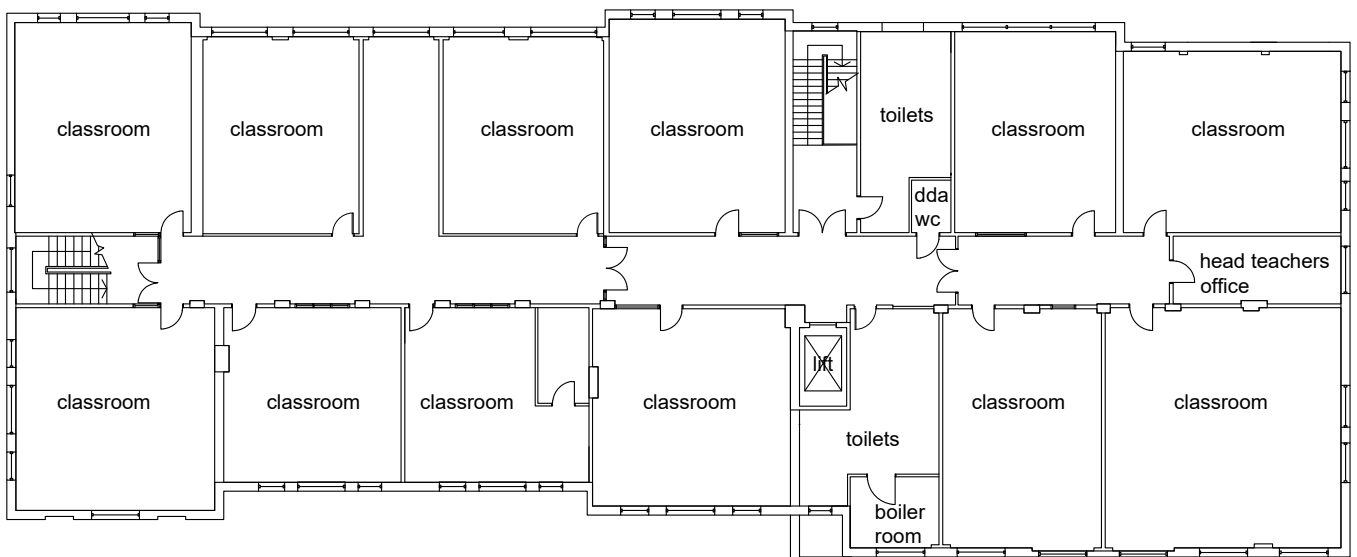 classroom
classroom
classroom
classroom
toilets
classroom
classroom
dda
wc
head teachers
office
lift
classroom
classroom
classroom
classroom
classroom
classroom
toilets
boiler
room